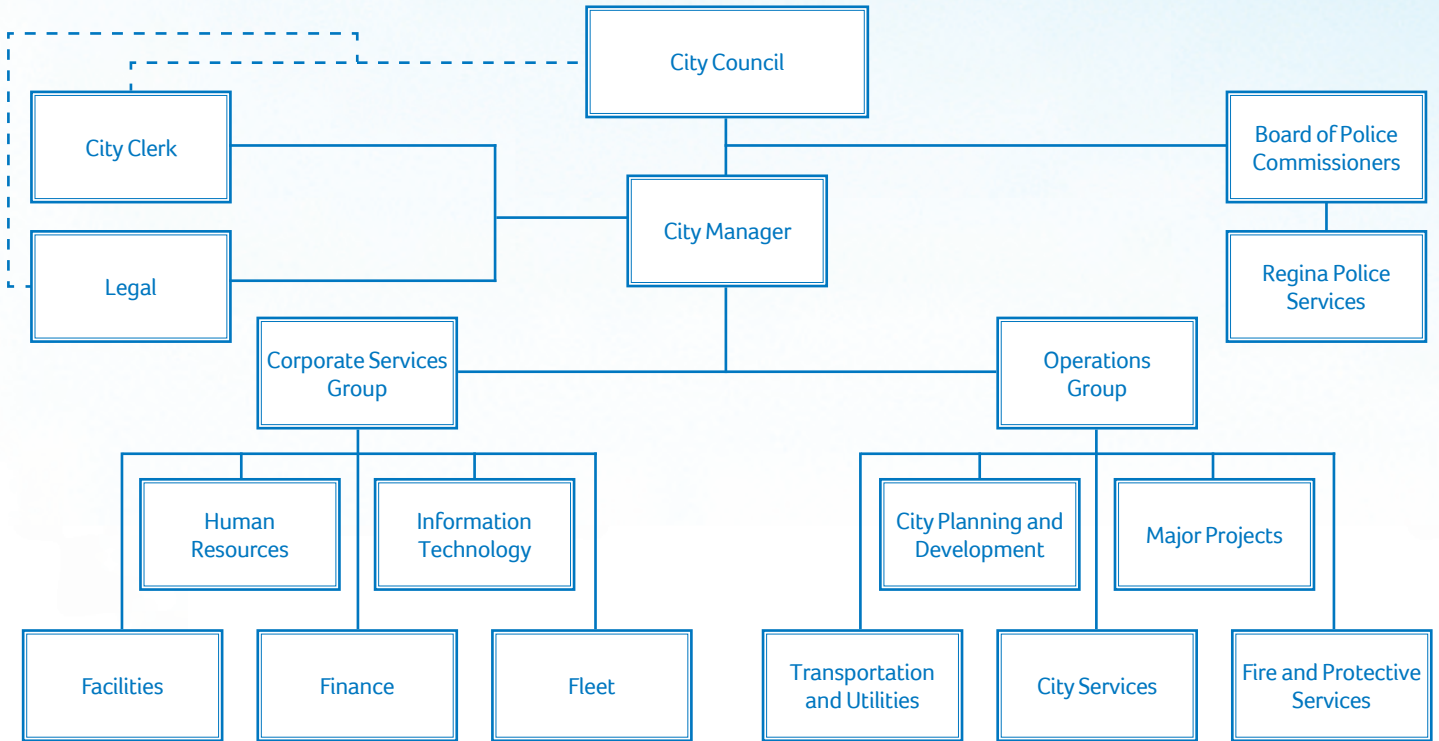 City Council
City Clerk
Board of Police
Commissioners
City Manager
Legal
Regina Police
Services
Corporate Services
Group
Operations
Group
Human
Resources
Information
Technology
City Planning and
Development
Major Projects
Facilities
Finance
Fleet
Transportation
and Utilities
City Services
Fire and Protective
Services